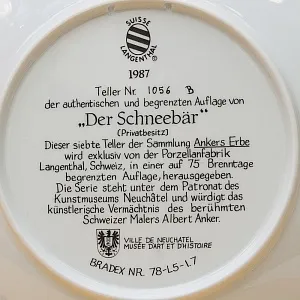 SUISSE
LANGENTHAL
1987
Teller Nr. 1056 B
der authentischen und begrenzten Auflage von
„Der Schneebär"
(Privatbesitz)
Dieser siebte Teller der Sammlung Ankers Erbe
wird exklusiv von der Porzellanfabrik
Langenthal, Schweiz, in einer auf 75 Brenntage
begrenzten Auflage, herausgegeben.
Die Serie steht unter dem Patronat des
Kunstmuseums Neuchâtel und würdigt das
künstlerische Vermächtnis des berühmten
Schweizer Malers Albert Anker.
VILLE DE NEUCHATEL
MUSÉE D'ART ET D'HISTOIRE
BRADEX NR. 78-L5-1.7